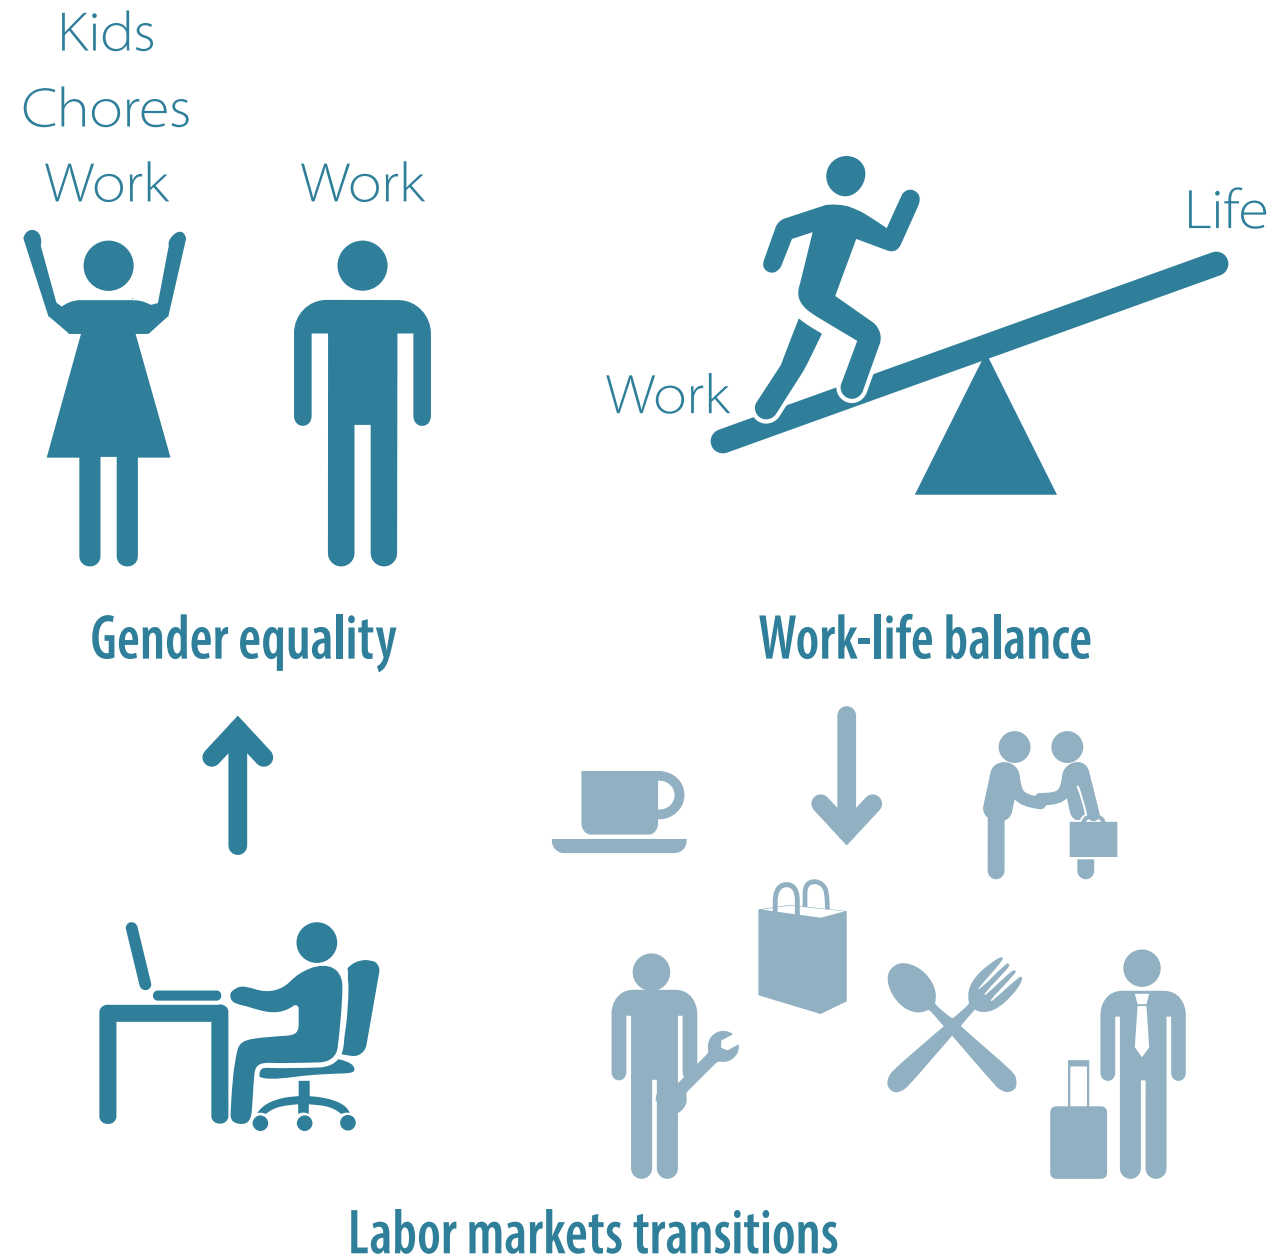 Kids
Chores
Work
Work
Life
Work
Gender equality
Work-life balance
Labor markets transitions